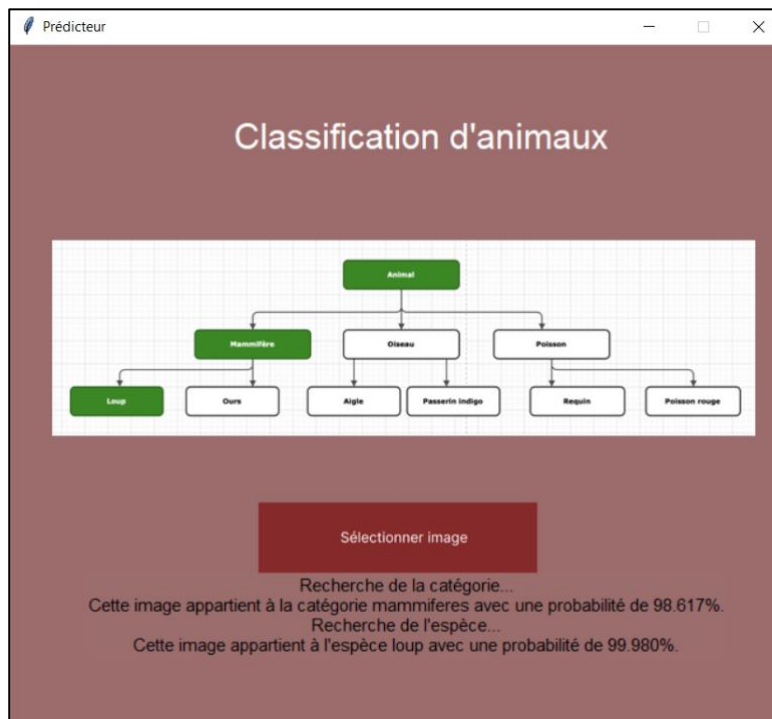 Prédicteur
Classification d'animaux
Animal
Mammifère Oiseau Poisson
Loup Ours Aigle Passerin indigo Requin Poisson rouge
Sélectionner image
Recherche de la catégorie...
Cette image appartient à la catégorie mammiferes avec une probabilité de 98.617%.
Recherche de l'espèce...
Cette image appartient à l'espèce loup avec une probabilité de 99.980%.